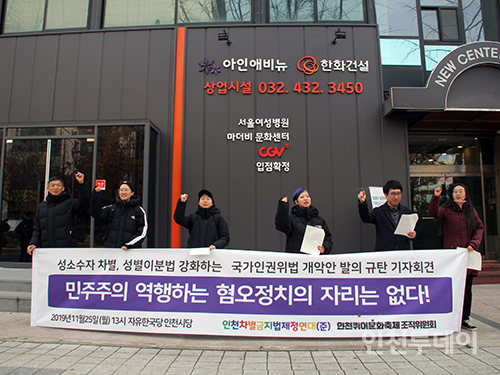 아인애비뉴 한화건설
상업시설 032. 432. 3450
서울여성병원
마더비 문화센터
CGV
입점확정
NEW CENTE
성소수자 차별, 성별이분법 강화하는 국가인권위법 개악안 발의 규탄 기자회견
민주주의 역행하는 혐오정치의 자리는 없다!
2019년 11월25일(월) 13시 자유한국당 인천시당 인천차별금지법제정연대(준) 인천퀴어문화축제 조직위원회
인천투데이